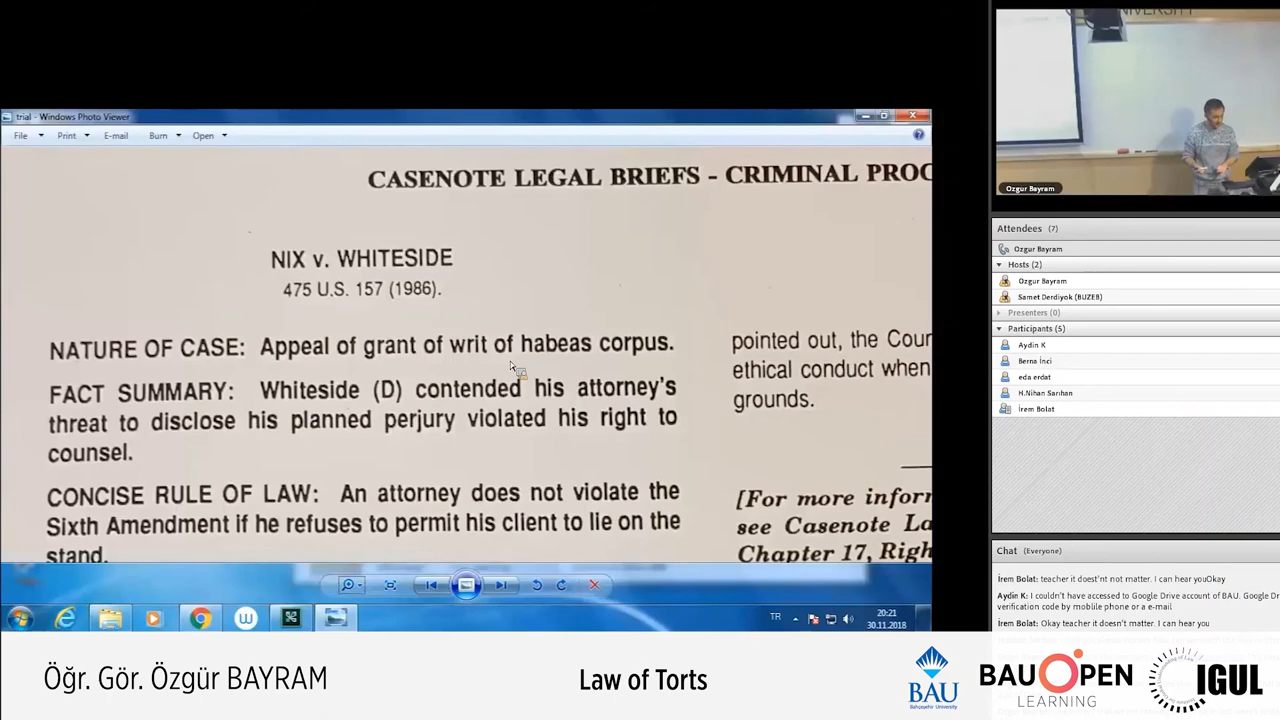 trial - Windows Photo Viewer
File Print E-mail Burn Open
CASENOTE LEGAL BRIEFS - CRIMINAL PROC
NIX v. WHITESIDE
475 U.S. 157 (1986).
NATURE OF CASE: Appeal of grant of writ of habeas corpus.
FACT SUMMARY: Whiteside (D) contended his attorney's
threat to disclose his planned perjury violated his right to
counsel.
CONCISE RULE OF LAW: An attorney does not violate the
Sixth Amendment if he refuses to permit his client to lie on the
stand.
pointed out, the Cour
ethical conduct when
grounds.
[For more inforn
see Casenote La
Chapter 17, Righ
TR
20:21
30.11.2018
Ozgur Bayram
Attendees (7)
Ozgur Bayram
Hosts (2)
Ozgur Bayram
Samet Derdiyok (BUZEB)
Presenters (0)
Participants (5)
Aydin K
Berna İnci
eda erdat
H.Nihan Sarıhan
İrem Bolat
Chat (Everyone)
İrem Bolat: teacher it does'nt not matter. I can hear youOkay
Aydin K: I couldn't have accessed to Google Drive account of BAU. Google Dr
verification code by moblile phone or a e-mail
İrem Bolat: Okay teacher it doesn't matter. I can hear you
Öğr. Gör. Özgür BAYRAM
Law of Torts
BAU
Bahçeşehir University
BAU OPEN
LEARNING
IGUL